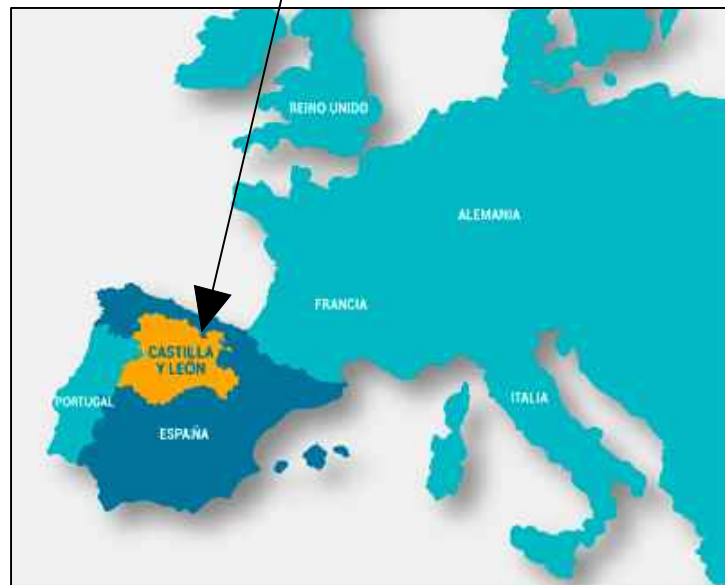 REINO UNIDO
ALEMANIA
FRANCIA
CASTILLA
Y LEÓN
PORTUGAL
ITALIA
ESPAÑA